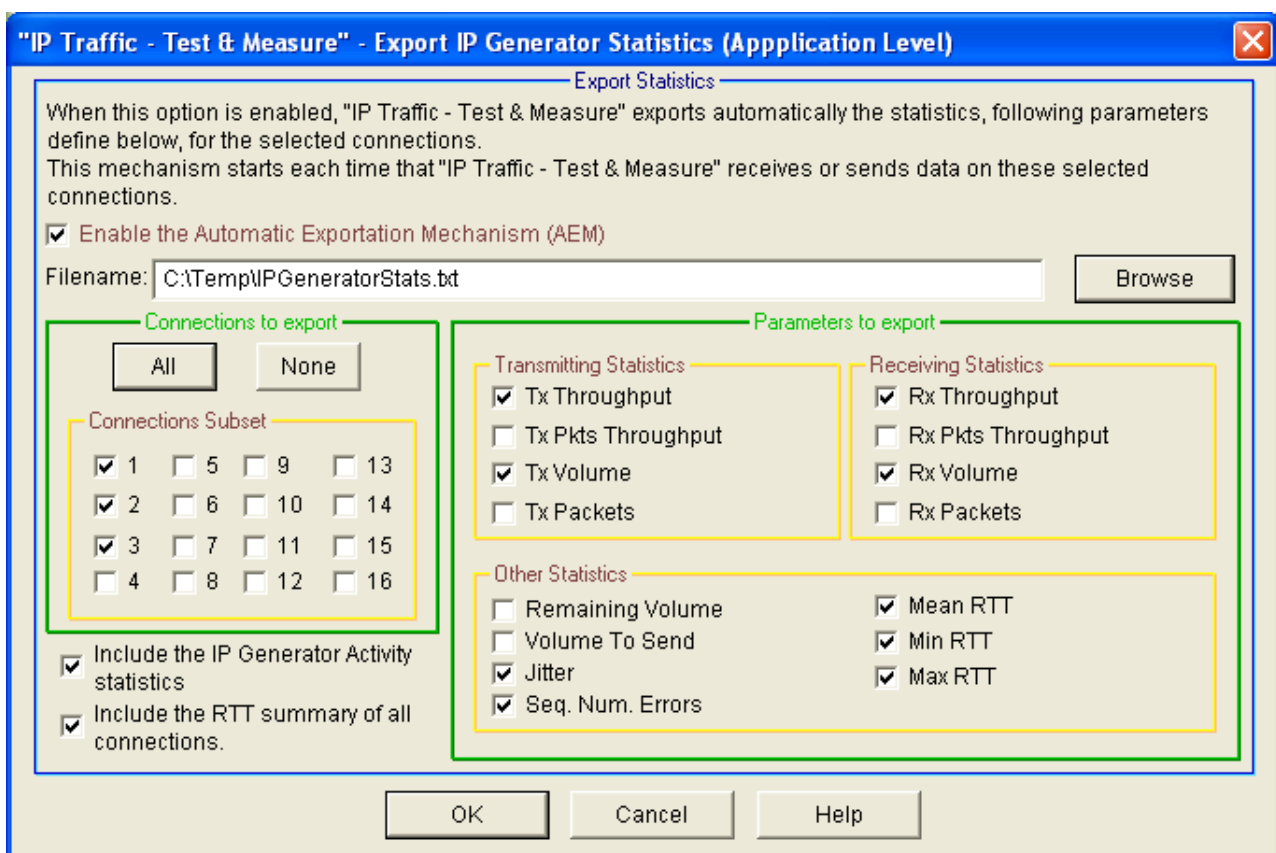 "IP Traffic - Test & Measure" - Export IP Generator Statistics (Appplication Level)
Export Statistics
When this option is enabled, "IP Traffic - Test & Measure" exports automatically the statistics, following parameters
define below, for the selected connections.
This mechanism starts each time that "IP Traffic - Test & Measure" receives or sends data on these selected
connections.
Enable the Automatic Exportation Mechanism (AEM)
Filename: C:\Temp\IPGeneratorStats.txt Browse
Connections to export
All None
Connections Subset
1 5 9 13
2 6 10 14
3 7 11 15
4 8 12 16
Include the IP Generator Activity
statistics
Include the RTT summary of all
connections.
Parameters to export
Transmitting Statistics
Tx Throughput
Tx Pkts Throughput
Tx Volume
Tx Packets
Receiving Statistics
Rx Throughput
Rx Pkts Throughput
Rx Volume
Rx Packets
Other Statistics
Remaining Volume
Volume To Send
Jitter
Seq. Num. Errors
Mean RTT
Min RTT
Max RTT
OK Cancel Help